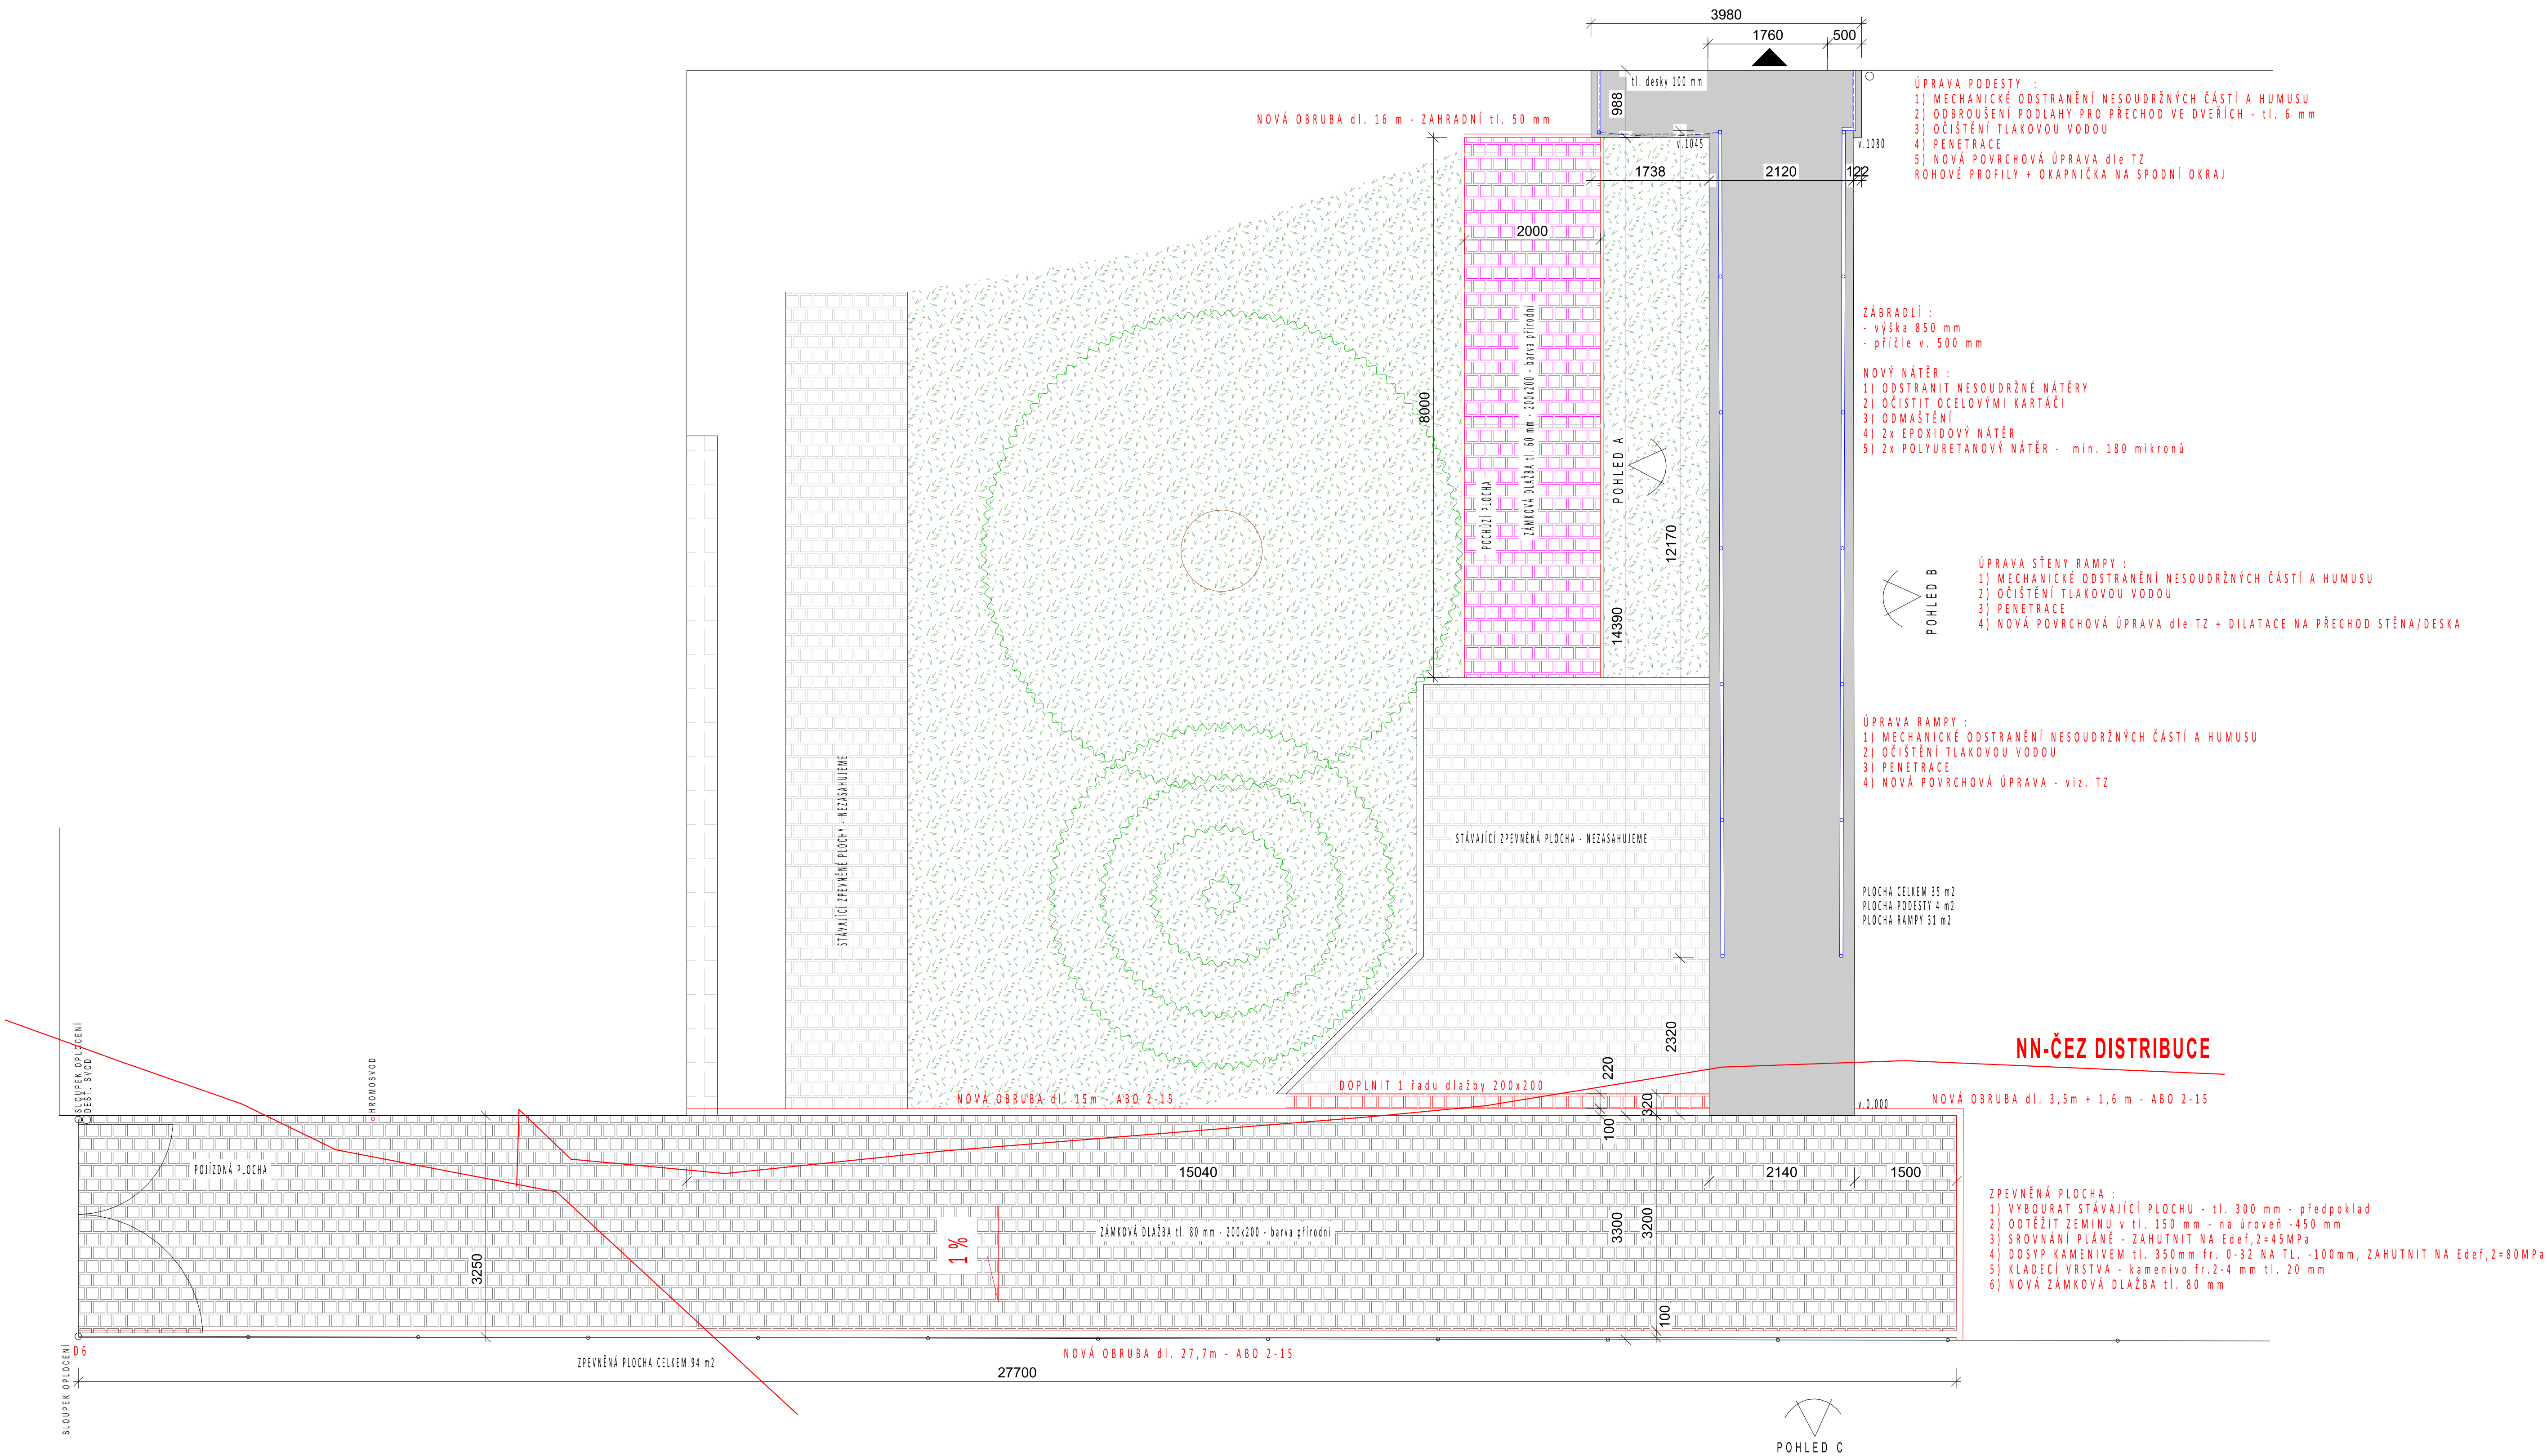 3980
1760
500
tl. desky 100 mm
988
ÚPRAVA PODESTY :
1) MECHANICKÉ ODSTRANĚNÍ NESOUDRŽNÝCH ČÁSTÍ A HUMUSU
2) ODBROUŠENÍ PODLAHY PRO PŘECHOD VE DVEŘÍCH - tl. 6 mm
3) OČIŠTĚNÍ TLAKOVOU VODOU
4) PENETRACE
5) NOVÁ POVRCHOVÁ ÚPRAVA dle TZ
ROHOVÉ PROFILY + OKAPNIČKA NA SPODNÍ OKRAJ
NOVÁ OBRUBA dl. 16 m - ZAHRADNÍ tl. 50 mm
v.1045
v.1080
1738
2120
122
2000
ZÁBRADLÍ :
- výška 850 mm
- příčle v. 500 mm
NOVÝ NÁTĚR :
1) ODSTRANIT NESOUDRŽNÉ NÁTĚRY
2) OČISTIT OCELOVÝMI KARTÁČI
3) ODMAŠTĚNÍ
4) 2x EPOXIDOVÝ NÁTĚR
5) 2x POLYURETANOVÝ NÁTĚR - min. 180 mikronů
8000
POCHŮZÍ PLOCHA
ZÁMKOVÁ DLAŽBA tl. 60 mm - 200x200 - barva přírodní
POHLED A
12170
14390
POHLED B
ÚPRAVA SŤENY RAMPY :
1) MECHANICKÉ ODSTRANĚNÍ NESOUDRŽNÝCH ČÁSTÍ A HUMUSU
2) OČIŠTĚNÍ TLAKOVOU VODOU
3) PENETRACE
4) NOVÁ POVRCHOVÁ ÚPRAVA dle TZ + DILATACE NA PŘECHOD STĚNA/DESKA
ÚPRAVA RAMPY :
1) MECHANICKÉ ODSTRANĚNÍ NESOUDRŽNÝCH ČÁSTÍ A HUMUSU
2) OČIŠTĚNÍ TLAKOVOU VODOU
3) PENETRACE
4) NOVÁ POVRCHOVÁ ÚPRAVA - viz. TZ
STÁVAJÍCÍ ZPEVNĚNÉ PLOCHY - NEZASAHUJEME
STÁVAJÍCÍ ZPEVNĚNÁ PLOCHA - NEZASAHUJEME
PLOCHA CELKEM 35 m2
PLOCHA PODESTY 4 m2
PLOCHA RAMPY 31 m2
2320
NN-ČEZ DISTRIBUCE
SLOUPEK OPLOCENÍ
DEŠŤ. SVOD
HROMOSVOD
220
DOPLNIT 1 řadu dlažby 200x200
NOVÁ OBRUBA dl. 15m - ABO 2-15
320
100
v.0,000
NOVÁ OBRUBA dl. 3,5m + 1,6 m - ABO 2-15
POJÍZDNÁ PLOCHA
15040
2140
1500
3250
1 %
ZÁMKOVÁ DLAŽBA tl. 80 mm - 200x200 - barva přírodní
3300
3200
100
ZPEVNĚNÁ PLOCHA :
1) VYBOURAT STÁVAJÍCÍ PLOCHU - tl. 300 mm - předpoklad
2) ODTĚŽIT ZEMINU v tl. 150 mm - na úroveň -450 mm
3) SROVNÁNÍ PLÁNĚ - ZAHUTNIT NA Edef,2=45MPa
4) DOSYP KAMENIVEM tl. 350mm fr. 0-32 NA TL. -100mm, ZAHUTNIT NA Edef,2=80MPa
5) KLADECÍ VRSTVA - kamenivo fr.2-4 mm tl. 20 mm
6) NOVÁ ZÁMKOVÁ DLAŽBA tl. 80 mm
D6
SLOUPEK OPLOCENÍ
ZPEVNĚNÁ PLOCHA CELKEM 94 m2
NOVÁ OBRUBA dl. 27,7m - ABO 2-15
27700
POHLED C